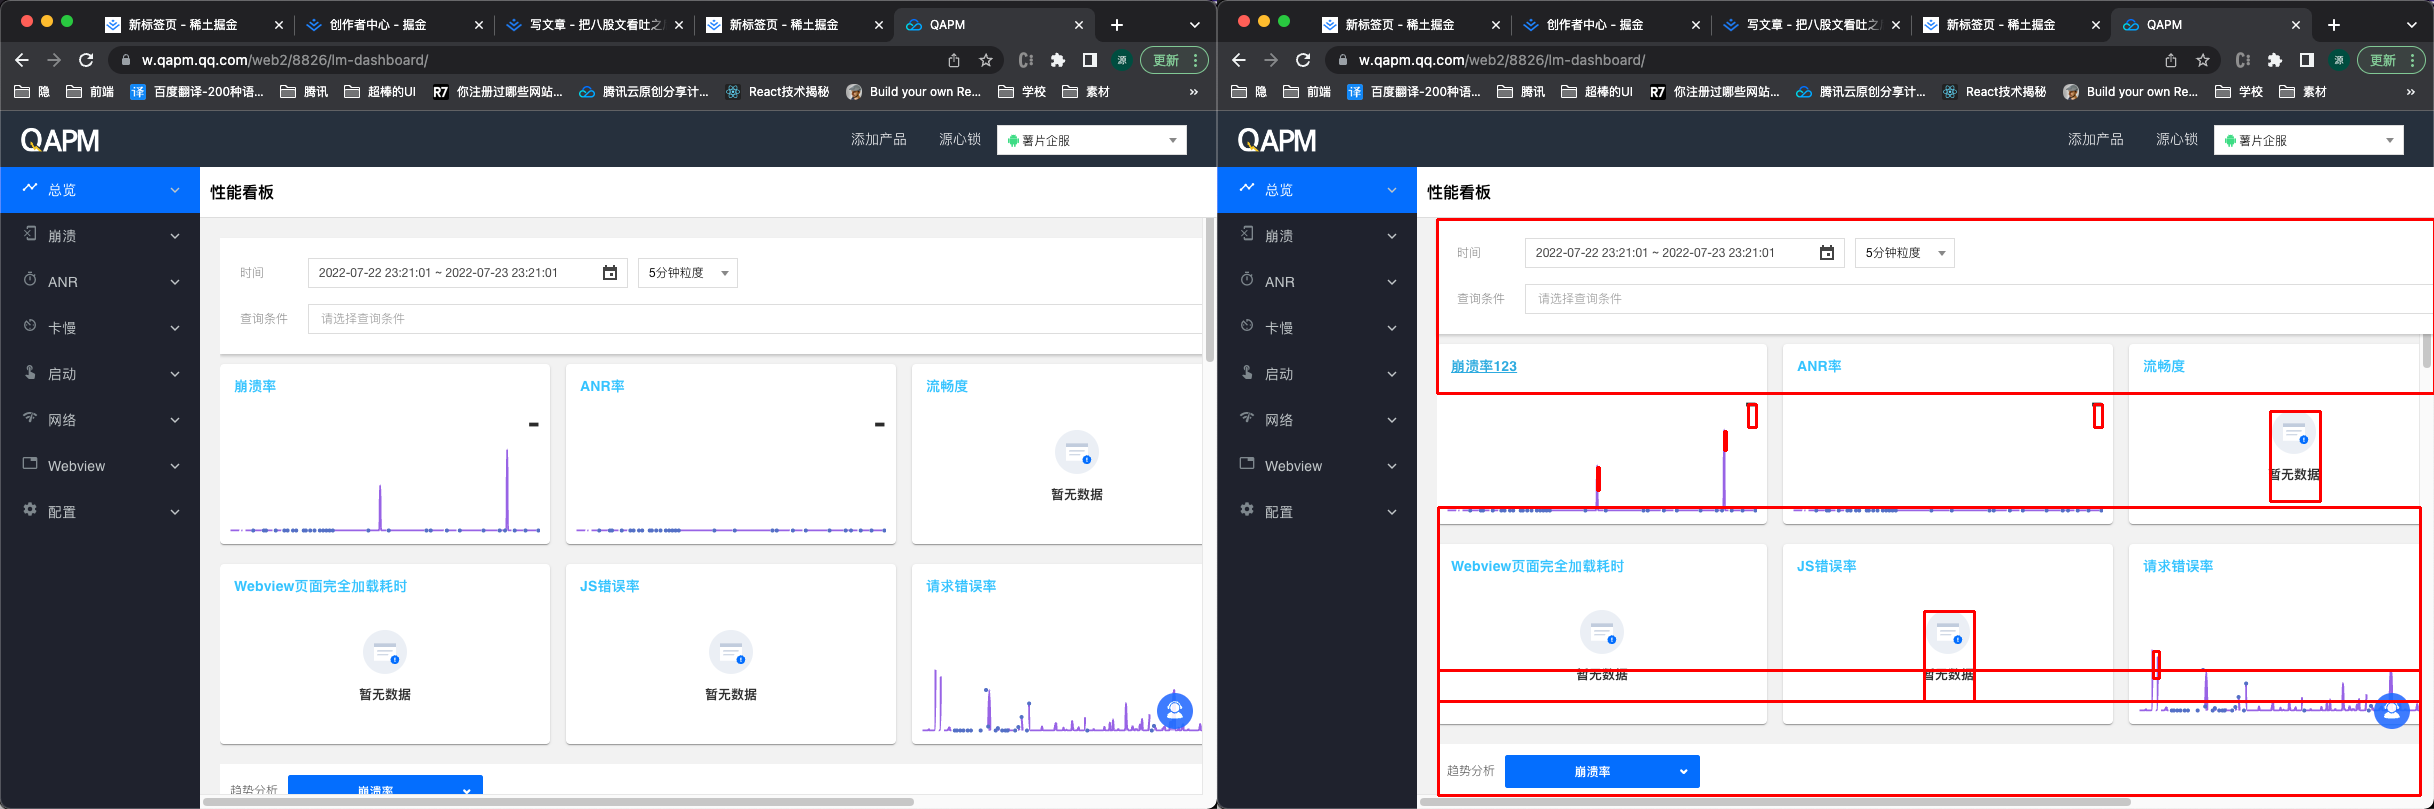 新标签页 - 稀土掘金
创作者中心 - 掘金
写文章 - 把八股文看吐之
新标签页 - 稀土掘金
QAPM
w.qapm.qq.com/web2/8826/lm-dashboard/
源
更新
隐
前端
译 百度翻译-200种语...
腾讯
超棒的UI
R7 你注册过哪些网站...
腾讯云原创分享计...
React技术揭秘
Build your own Re...
学校
素材
»
QAPM
添加产品
源心锁
薯片企服
总览
崩溃
ANR
卡慢
启动
网络
Webview
配置
性能看板
时间
2022-07-22 23:21:01 ~ 2022-07-23 23:21:01
5分钟粒度
查询条件
请选择查询条件
崩溃率
ANR率
流畅度
暂无数据
Webview页面完全加载耗时
JS错误率
请求错误率
暂无数据
暂无数据
趋势分析
崩溃率
新标签页 - 稀土掘金
创作者中心 - 掘金
写文章 - 把八股文看吐之
新标签页 - 稀土掘金
QAPM
w.qapm.qq.com/web2/8826/lm-dashboard/
源
更新
隐
前端
译 百度翻译-200种语...
腾讯
超棒的UI
R7 你注册过哪些网站...
腾讯云原创分享计...
React技术揭秘
Build your own Re...
学校
素材
»
QAPM
添加产品
源心锁
薯片企服
总览
崩溃
ANR
卡慢
启动
网络
Webview
配置
性能看板
时间
2022-07-22 23:21:01 ~ 2022-07-23 23:21:01
5分钟粒度
查询条件
请选择查询条件
崩溃率123
ANR率
流畅度
暂无数据
Webview页面完全加载耗时
JS错误率
请求错误率
暂无数据
暂无数据
趋势分析
崩溃率